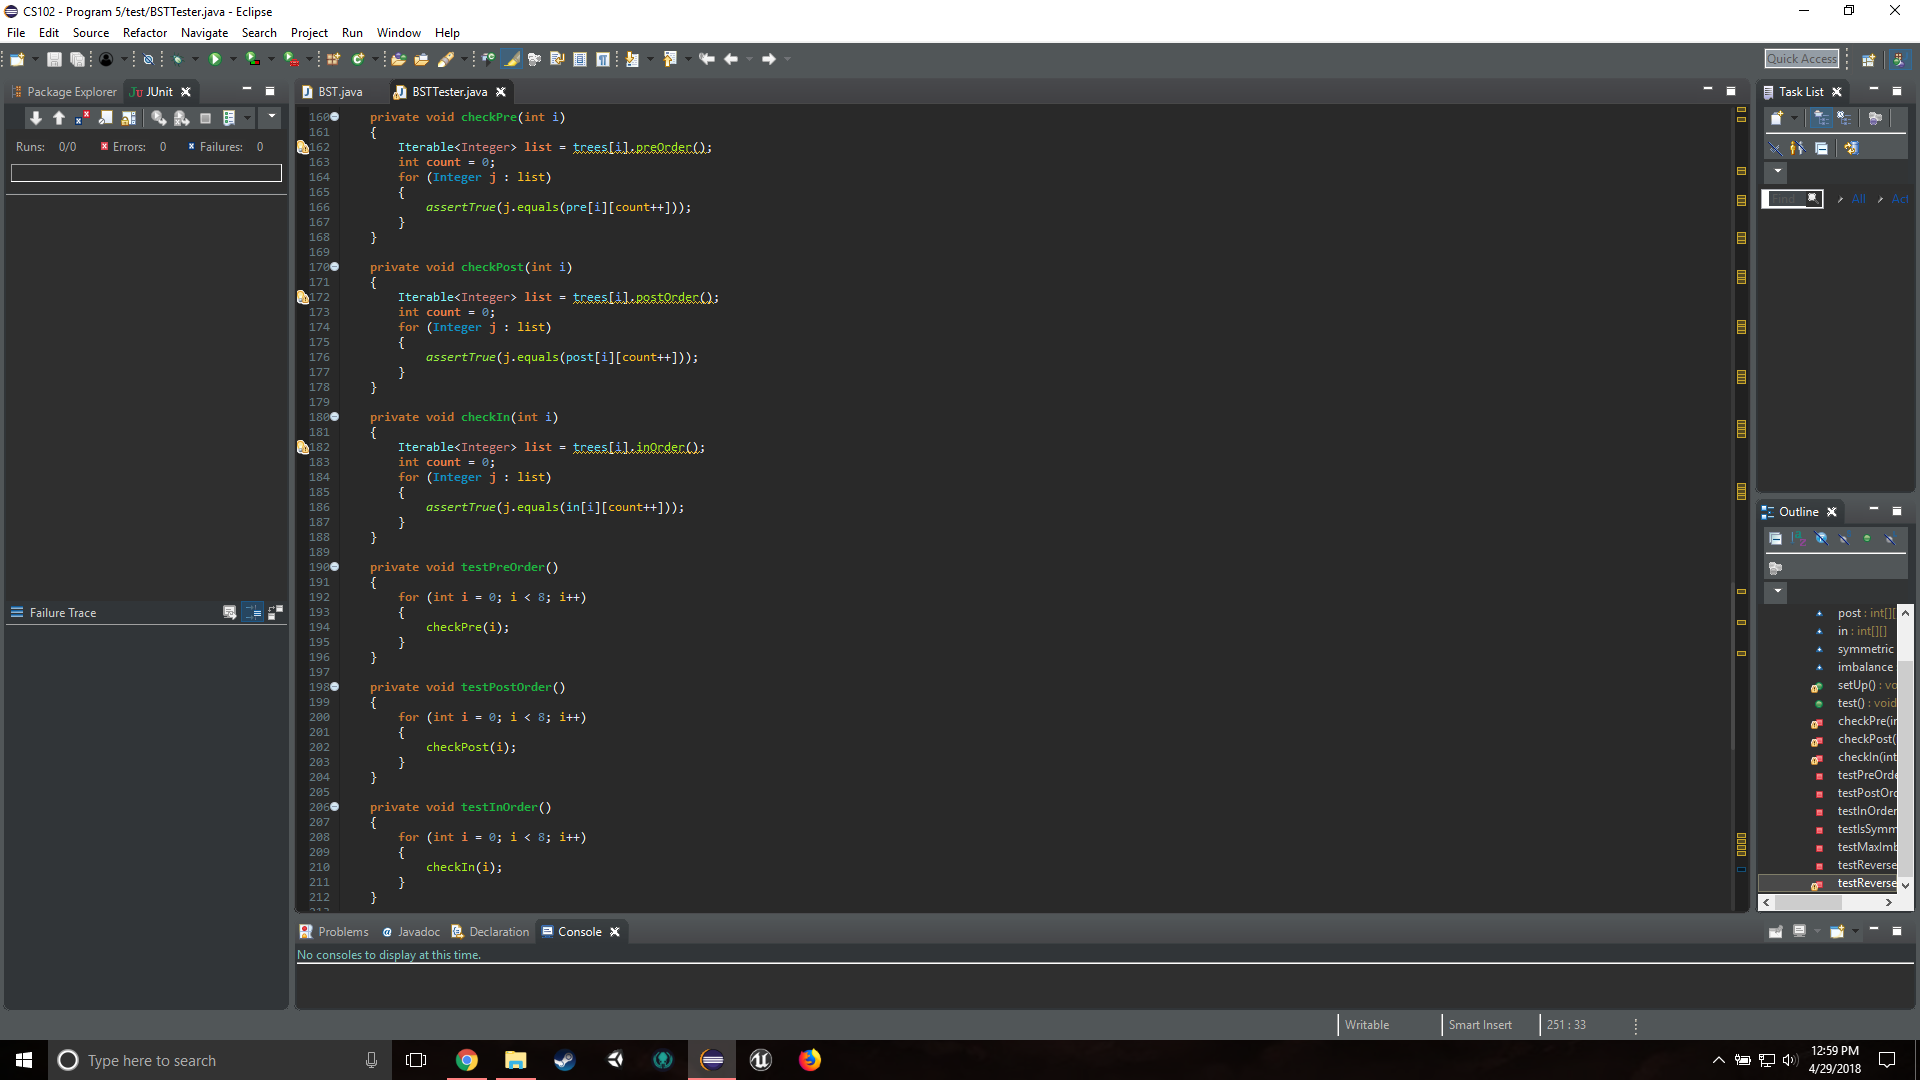 CS102 - Program 5/test/BSTTester.java - Eclipse
File Edit Source Refactor Navigate Search Project Run Window Help
Quick Access
Package Explorer JUnit
Runs: 0/0 Errors: 0 Failures: 0
Failure Trace
BST.java BSTTester.java
160 private void checkPre(int i)
161 {
162 Iterable<Integer> list = trees[i].preOrder();
163 int count = 0;
164 for (Integer j : list)
165 {
166 assertTrue(j.equals(pre[i][count++]));
167 }
168 }
169
170 private void checkPost(int i)
171 {
172 Iterable<Integer> list = trees[i].postOrder();
173 int count = 0;
174 for (Integer j : list)
175 {
176 assertTrue(j.equals(post[i][count++]));
177 }
178 }
179
180 private void checkIn(int i)
181 {
182 Iterable<Integer> list = trees[i].inOrder();
183 int count = 0;
184 for (Integer j : list)
185 {
186 assertTrue(j.equals(in[i][count++]));
187 }
188 }
189
190 private void testPreOrder()
191 {
192 for (int i = 0; i < 8; i++)
193 {
194 checkPre(i);
195 }
196 }
197
198 private void testPostOrder()
199 {
200 for (int i = 0; i < 8; i++)
201 {
202 checkPost(i);
203 }
204 }
205
206 private void testInOrder()
207 {
208 for (int i = 0; i < 8; i++)
209 {
210 checkIn(i);
211 }
212 }
Task List
Find All Act
Outline
post : int[][]
in : int[][]
symmetric
imbalance
setUp() : vo
test() : void
checkPre(in
checkPost(
checkIn(int
testPreOrde
testPostOrd
testInOrder
testIsSymm
testMaxImb
testReverse
testReverse
Problems Javadoc Declaration Console
No consoles to display at this time.
Writable Smart Insert 251 : 33
Type here to search
12:59 PM
4/29/2018